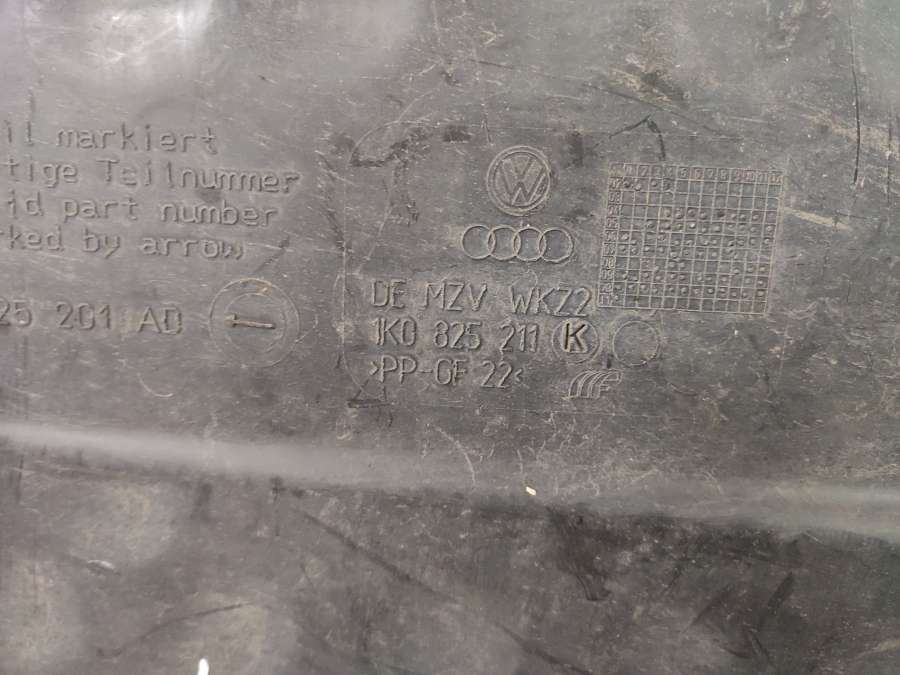 il markiert
tige Teilnummer
id part number
rked by arrow
25 201 AD
DE MZV WKZ2
1K0 825 211 K
>PP-GF 22<